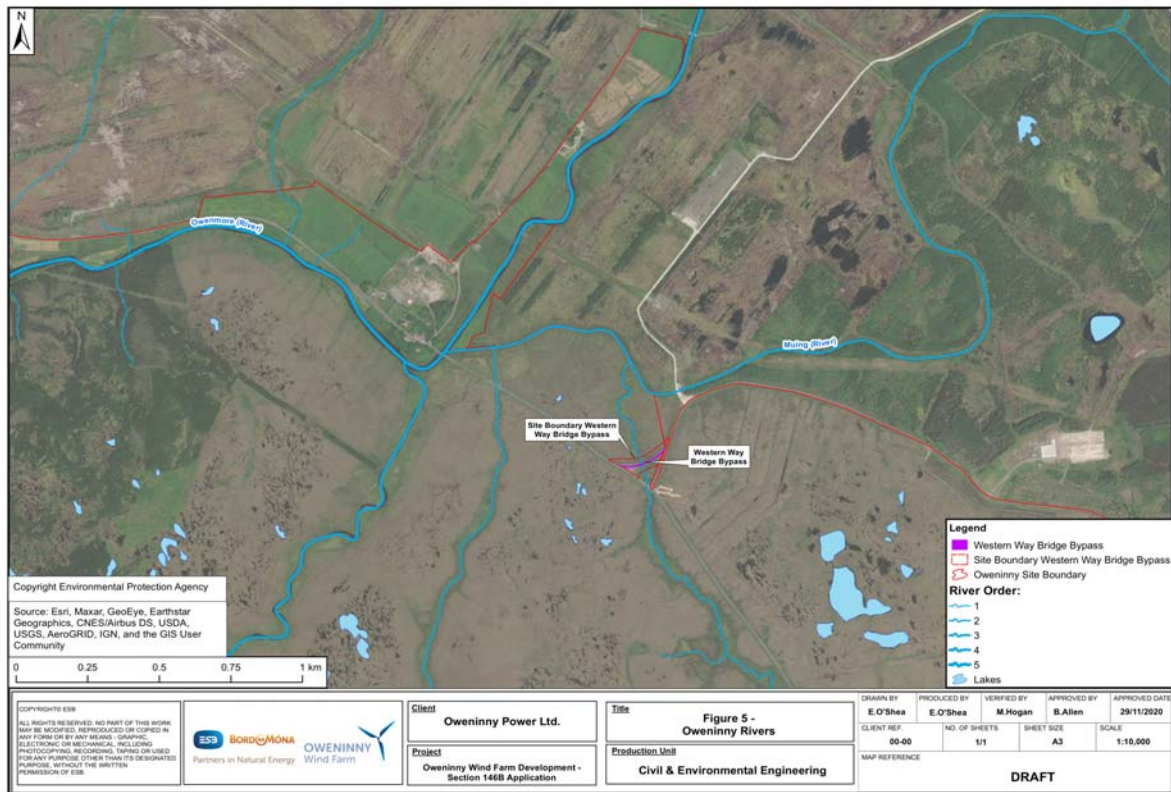 N
Owenmore (River)
Muing (River)
Site Boundary Western
Way Bridge Bypass
Western Way
Bridge Bypass
Copyright Environmental Protection Agency
Source: Esri, Maxar, GeoEye, Earthstar
Geographics, CNES/Airbus DS, USDA,
USGS, AeroGRID, IGN, and the GIS User
Community
0 0.25 0.5 0.75 1 km
Legend
Western Way Bridge Bypass
Site Boundary Western Way Bridge Bypass
Oweninny Site Boundary
River Order:
1
2
3
4
5
Lakes
COPYRIGHT© ESB
ALL RIGHTS RESERVED. NO PART OF THIS WORK
MAY BE MODIFIED, REPRODUCED OR COPIED IN
ANY FORM OR BY ANY MEANS - GRAPHIC,
ELECTRONIC OR MECHANICAL, INCLUDING
PHOTOCOPYING, RECORDING, TAPING OR USED
FOR ANY PURPOSE OTHER THAN ITS DESIGNATED
PURPOSE, WITHOUT THE WRITTEN
PERMISSION OF ESB.
ESB BORD NA MÓNA
Partners in Natural Energy
OWENINNY
Wind Farm
Client
Oweninny Power Ltd.
Project
Oweninny Wind Farm Development -
Section 146B Application
Title
Figure 5 -
Oweninny Rivers
Production Unit
Civil & Environmental Engineering
DRAWN BY PRODUCED BY VERIFIED BY APPROVED BY APPROVED DATE
E.O'Shea E.O'Shea M.Hogan B.Allen 29/11/2020
CLIENT REF. NO. OF SHEETS SHEET SIZE SCALE
00-00 1/1 A3 1:10,000
MAP REFERENCE
DRAFT